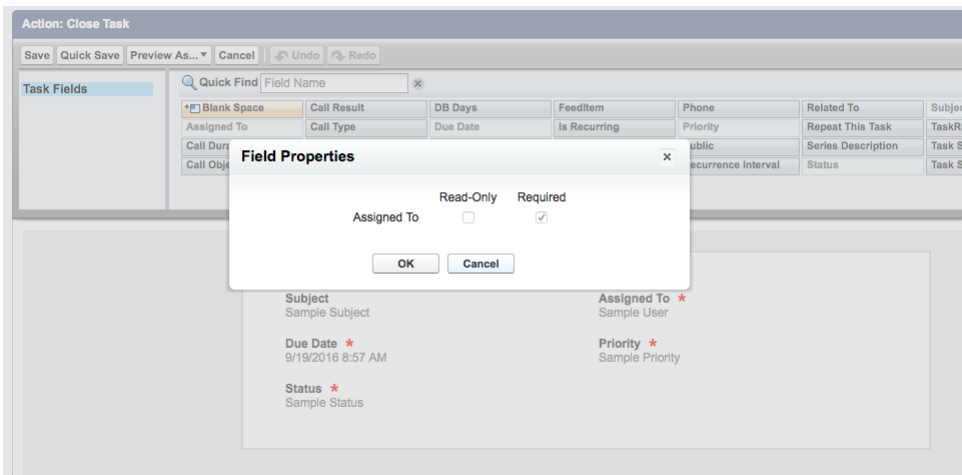 Action: Close Task
Save Quick Save Preview As... Cancel Undo Redo
Task Fields
Quick Find Field Name
Blank Space Call Result DB Days FeedItem Phone Related To
Assigned To Call Type Due Date Is Recurring Priority Repeat This Task
Series Description
Recurrence Interval Status
Field Properties
Read-Only Required
Assigned To
OK Cancel
Subject Assigned To *
Sample Subject Sample User
Due Date * Priority *
9/19/2016 8:57 AM Sample Priority
Status *
Sample Status